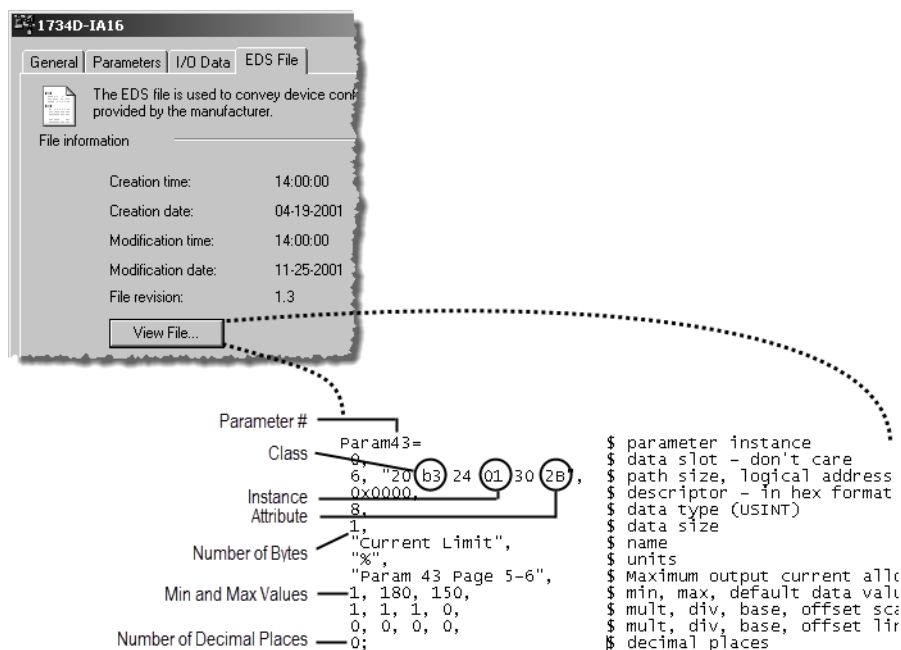 1734D-IA16
General Parameters I/O Data EDS File
The EDS file is used to convey device
provided by the manufacturer.
File information
Creation time: 14:00:00
Creation date: 04-19-2001
Modification time: 14:00:00
Modification date: 11-25-2001
File revision: 1.3
View File...
Parameter #
Class
Instance
Attribute
Number of Bytes
Min and Max Values
Number of Decimal Places
Param43= $ parameter instance
0, $ data slot - don't care
6, "20 b3 24 01 30 2B", $ path size, logical address
0x0000, $ descriptor - in hex format
8, $ data type (USINT)
1, $ data size
"Current Limit", $ name
"%", $ units
"Param 43 Page 5-6", $ Maximum output current
1, 180, 150, $ min, max, default data
1, 1, 1, 0, $ mult, div, base, offset
0, 0, 0, 0, $ mult, div, base, offset
0; $ decimal places